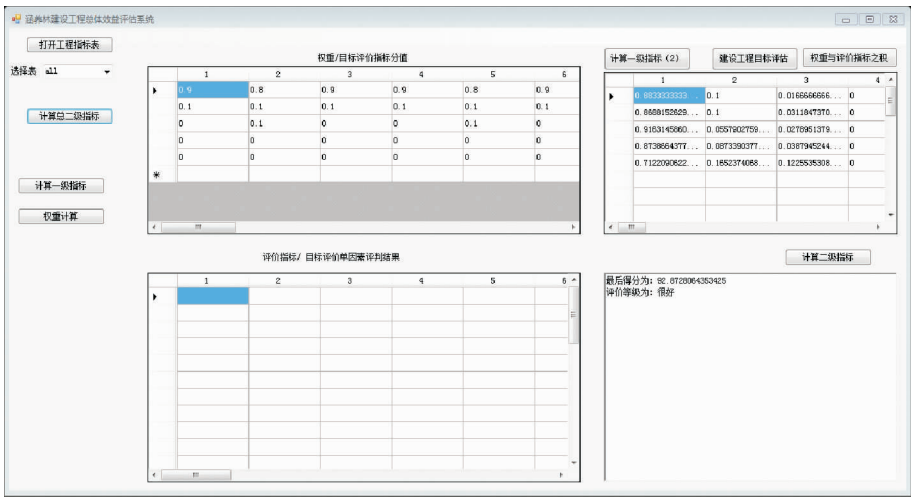 涵养林建设工程总体效益评估系统
打开工程指标表
选择表 all
计算总二级指标
计算一级指标
权重计算
权重/目标评价指标分值
1 2 3 4 5 6
0.9 0.8 0.9 0.9 0.8 0.9
0.1 0.1 0.1 0.1 0.1 0.1
0 0.1 0 0 0.1 0
0 0 0 0 0 0
0 0 0 0 0 0
计算一级指标 (2) 建设工程目标评估 权重与评价指标之积
1 2 3 4
0.8833333333... 0.1 0.0166666666... 0
0.8688152629... 0.1 0.0311847370... 0
0.9163145860... 0.0557902759... 0.0278951379... 0
0.8738664377... 0.0873390377... 0.0387945244... 0
0.7122090622... 0.1652374068... 0.1225535308... 0
评价指标/ 目标评价单因素评判结果
1 2 3 4 5 6
计算二级指标
最后得分为: 92.8728064353425
评价等级为: 很好